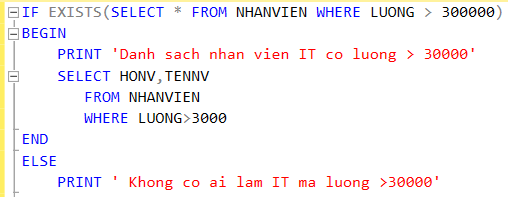 IF EXISTS(SELECT * FROM NHANVIEN WHERE LUONG > 300000)
BEGIN
PRINT 'Danh sach nhan vien IT co luong > 30000'
SELECT HONV,TENNV
FROM NHANVIEN
WHERE LUONG>3000
END
ELSE
PRINT ' Khong co ai lam IT ma luong >30000'